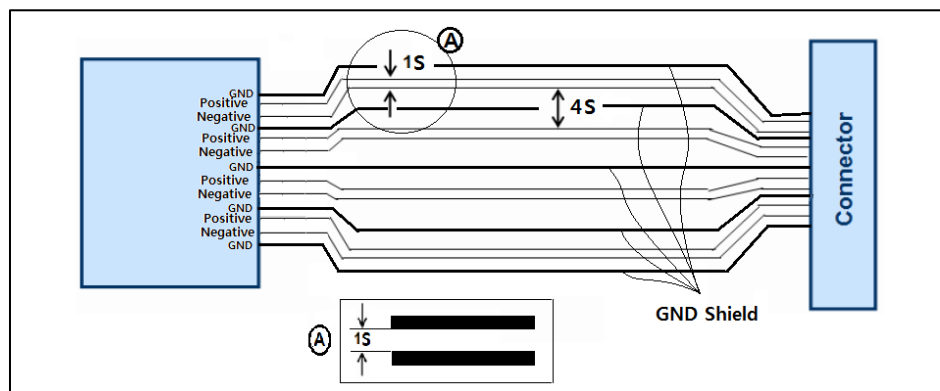 A
1S
GND
Positive
Negative
GND
Positive
Negative
GND
Positive
Negative
GND
Positive
Negative
GND
4S
Connector
GND Shield
A
1S